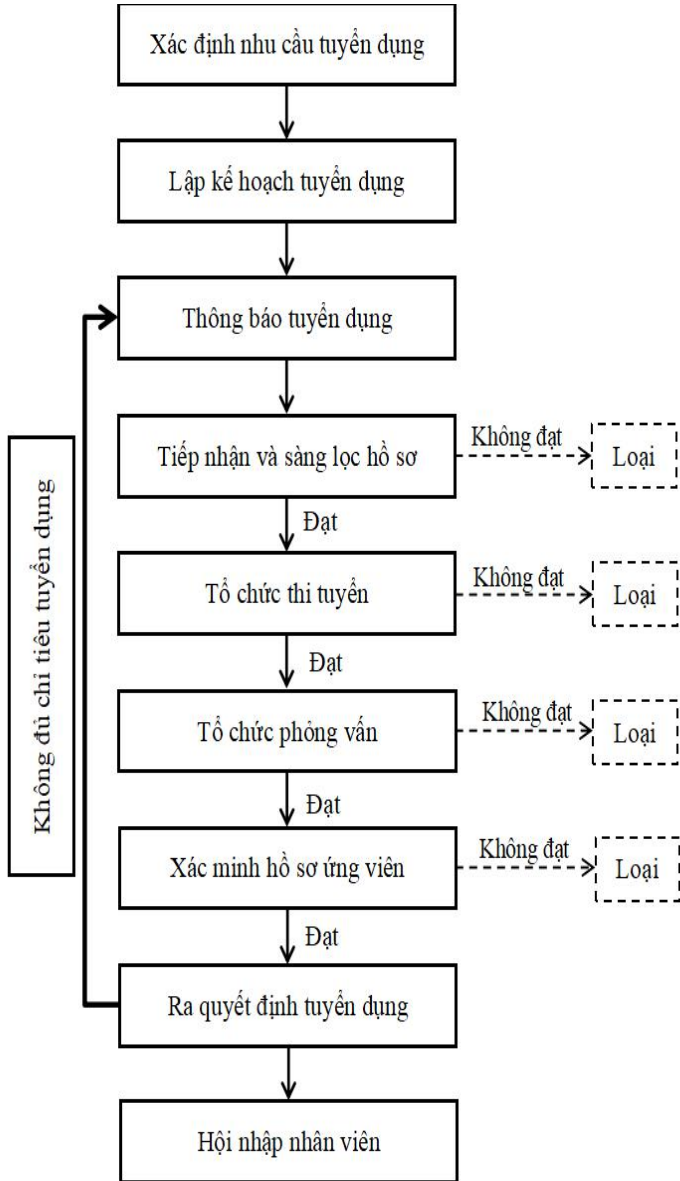 Xác định nhu cầu tuyển dụng
Lập kế hoạch tuyển dụng
Thông báo tuyển dụng
Tiếp nhận và sàng lọc hồ sơ
Không đạt
Loại
Đạt
Tổ chức thi tuyển
Không đạt
Loại
Đạt
Tổ chức phỏng vấn
Không đạt
Loại
Đạt
Xác minh hồ sơ ứng viên
Không đạt
Loại
Đạt
Ra quyết định tuyển dụng
Hội nhập nhân viên
Không đủ chỉ tiêu tuyển dụng